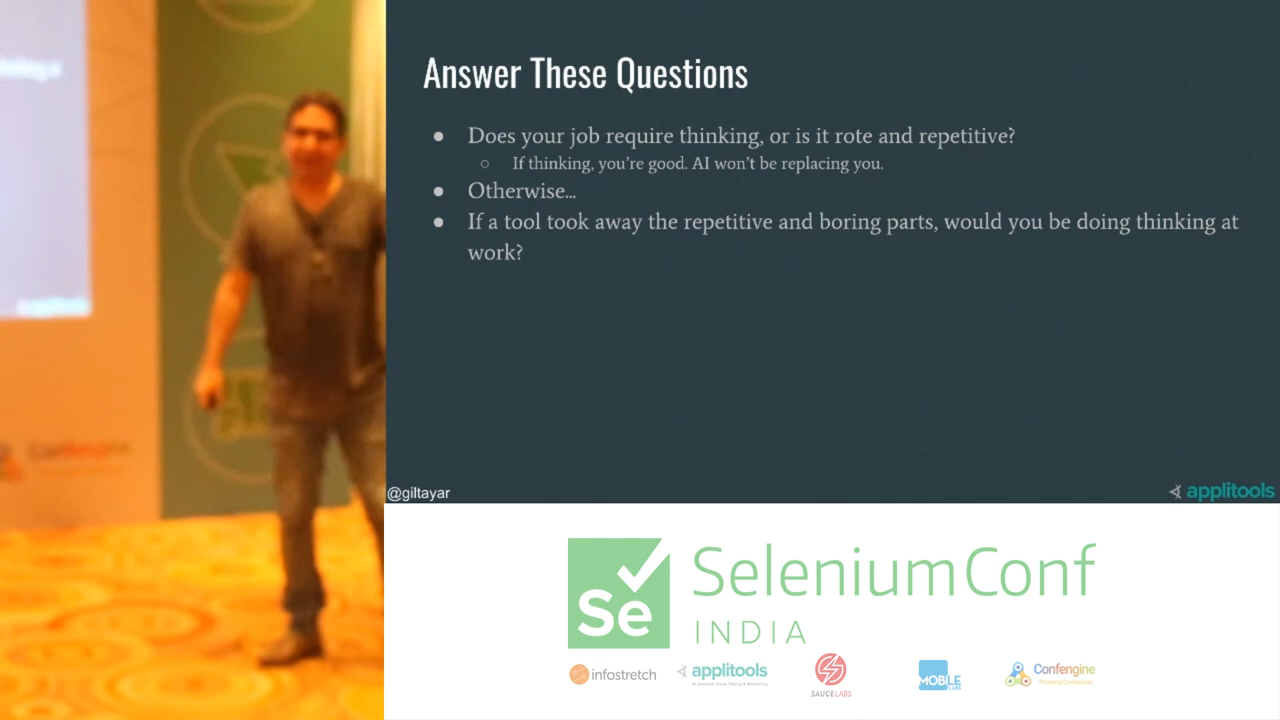 Answer These Questions
● Does your job require thinking, or is it rote and repetitive?
○ If thinking, you're good. AI won't be replacing you.
● Otherwise...
● If a tool took away the repetitive and boring parts, would you be doing thinking at
work?
@giltayar
applitools
Se
SeleniumConf
INDIA
infostretch
applitools
SAUCELABS
MOBILE
LABS
Confengine